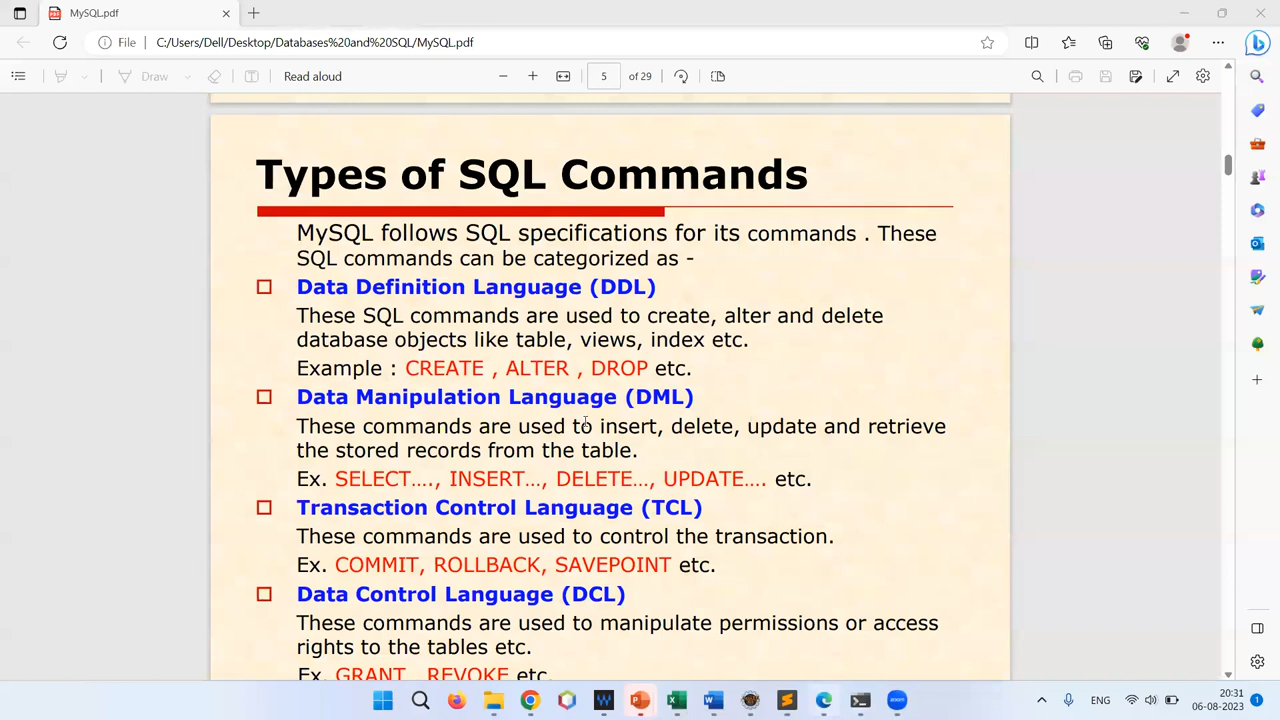 MySQL.pdf
File C:/Users/Dell/Desktop/Databases%20and%20SQL/MySQL.pdf
Draw Read aloud 5 of 29
Types of SQL Commands
MySQL follows SQL specifications for its commands . These
SQL commands can be categorized as -
Data Definition Language (DDL)
These SQL commands are used to create, alter and delete
database objects like table, views, index etc.
Example : CREATE , ALTER , DROP etc.
Data Manipulation Language (DML)
These commands are used to insert, delete, update and retrieve
the stored records from the table.
Ex. SELECT…., INSERT…, DELETE…, UPDATE…. etc.
Transaction Control Language (TCL)
These commands are used to control the transaction.
Ex. COMMIT, ROLLBACK, SAVEPOINT etc.
Data Control Language (DCL)
These commands are used to manipulate permissions or access
rights to the tables etc.
Ex. GRANT , REVOKE etc.
ENG 20:31
06-08-2023